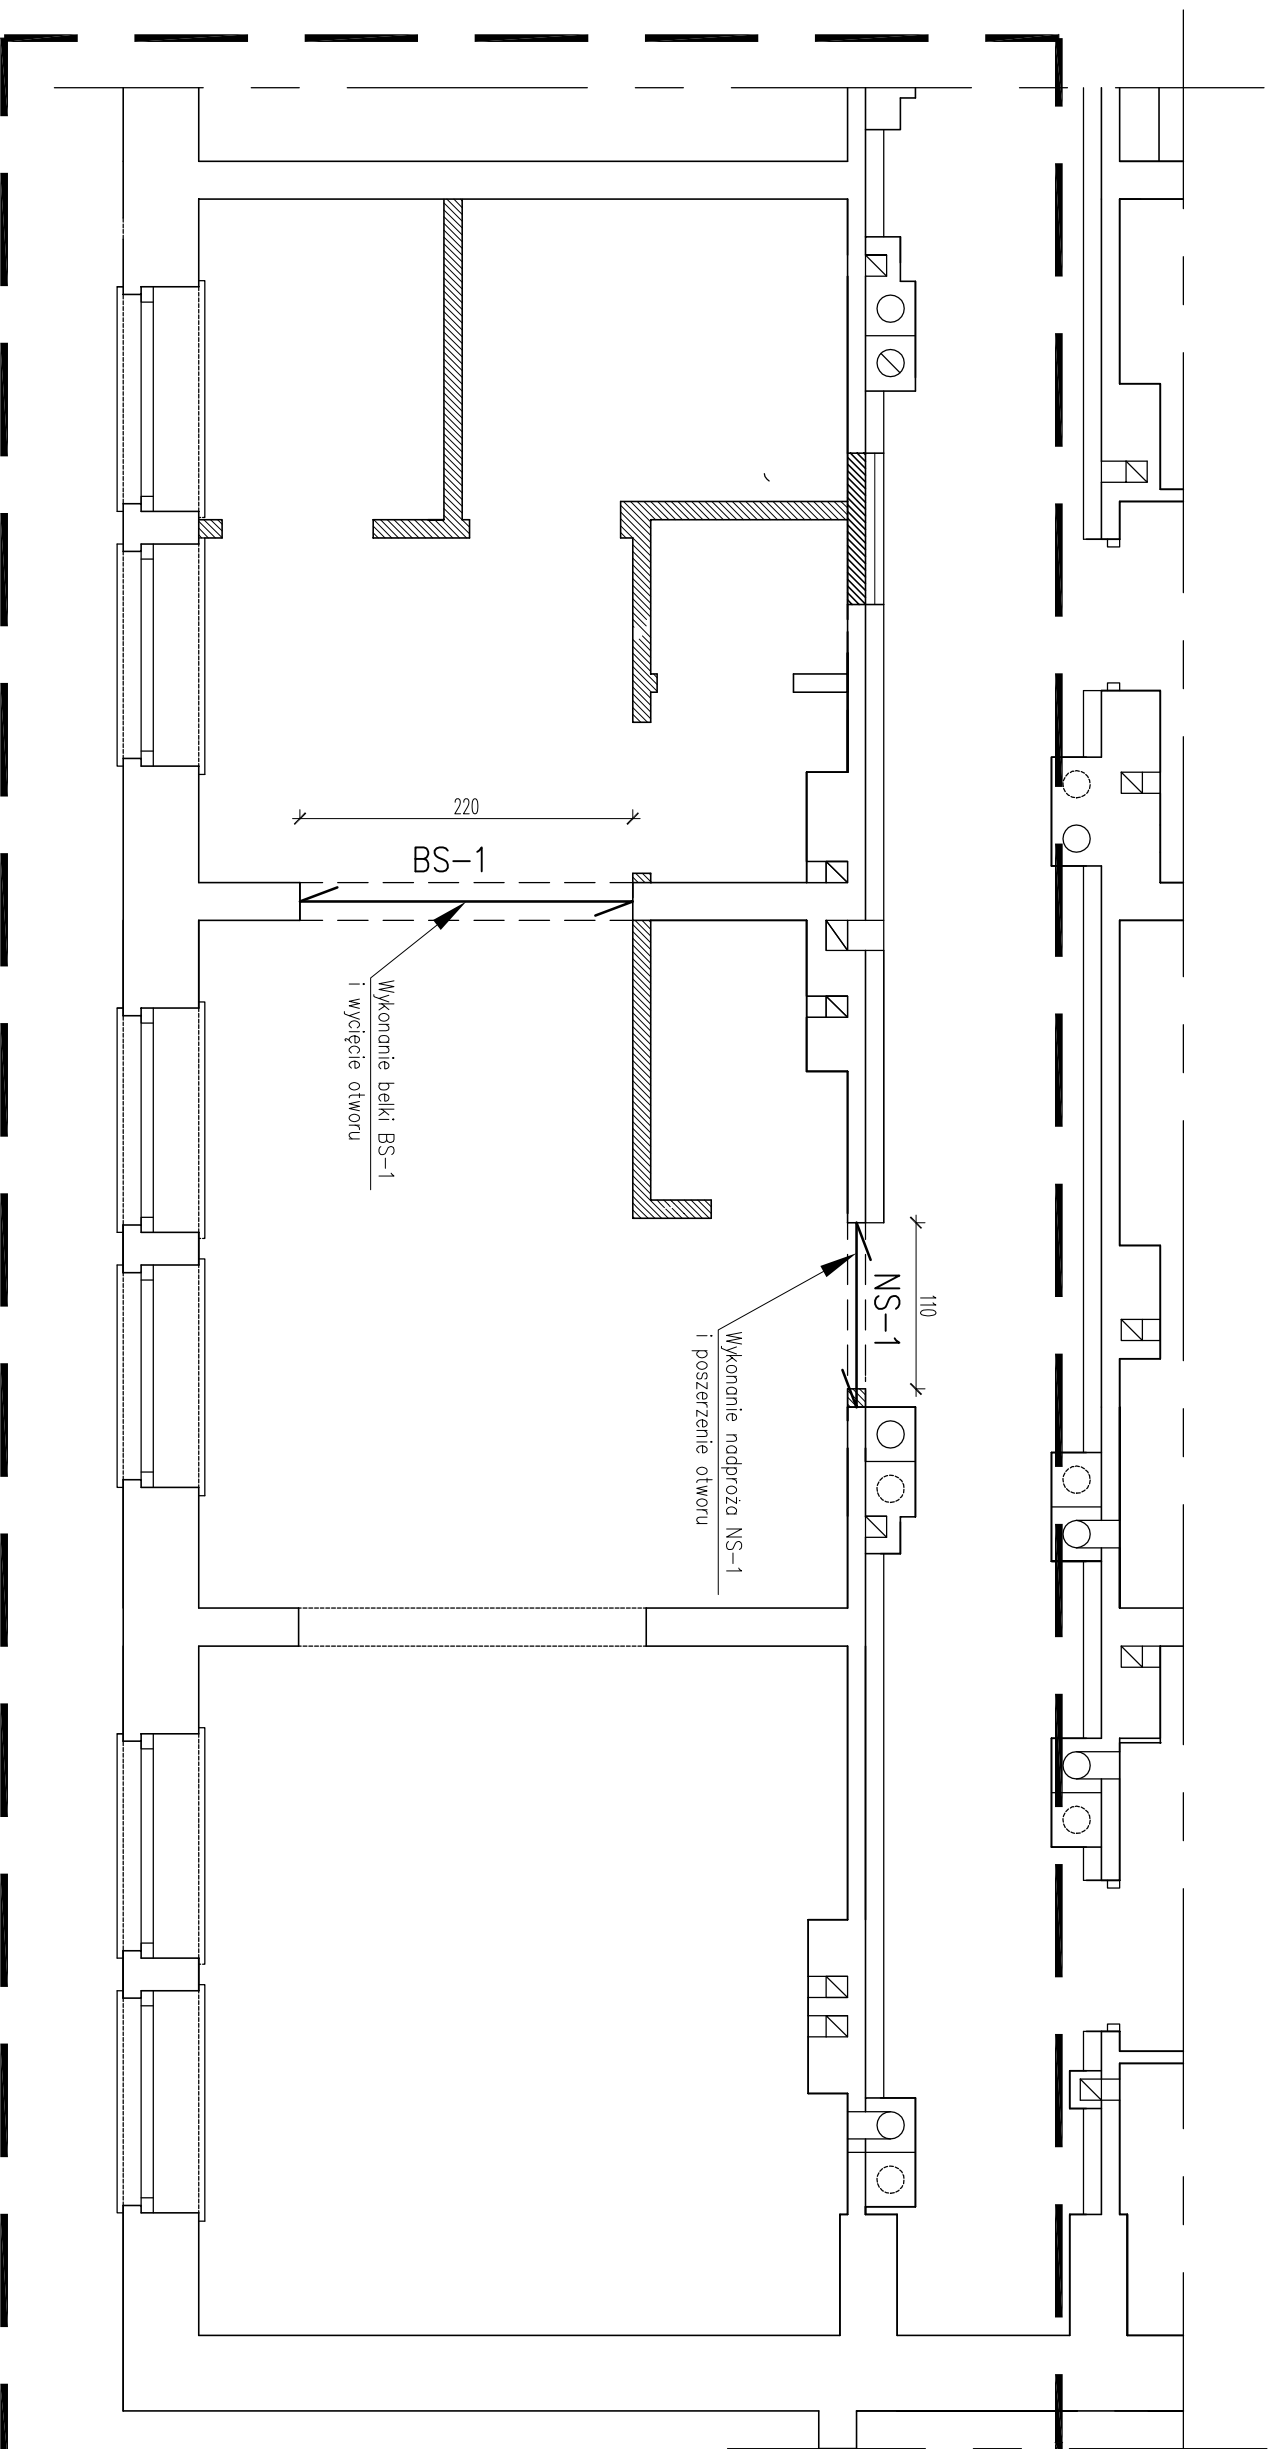 220
BS-1
Wykonanie belki BS-1
i wycięcie otworu
110
NS-1
Wykonanie nadproża NS-1
i poszerzenie otworu